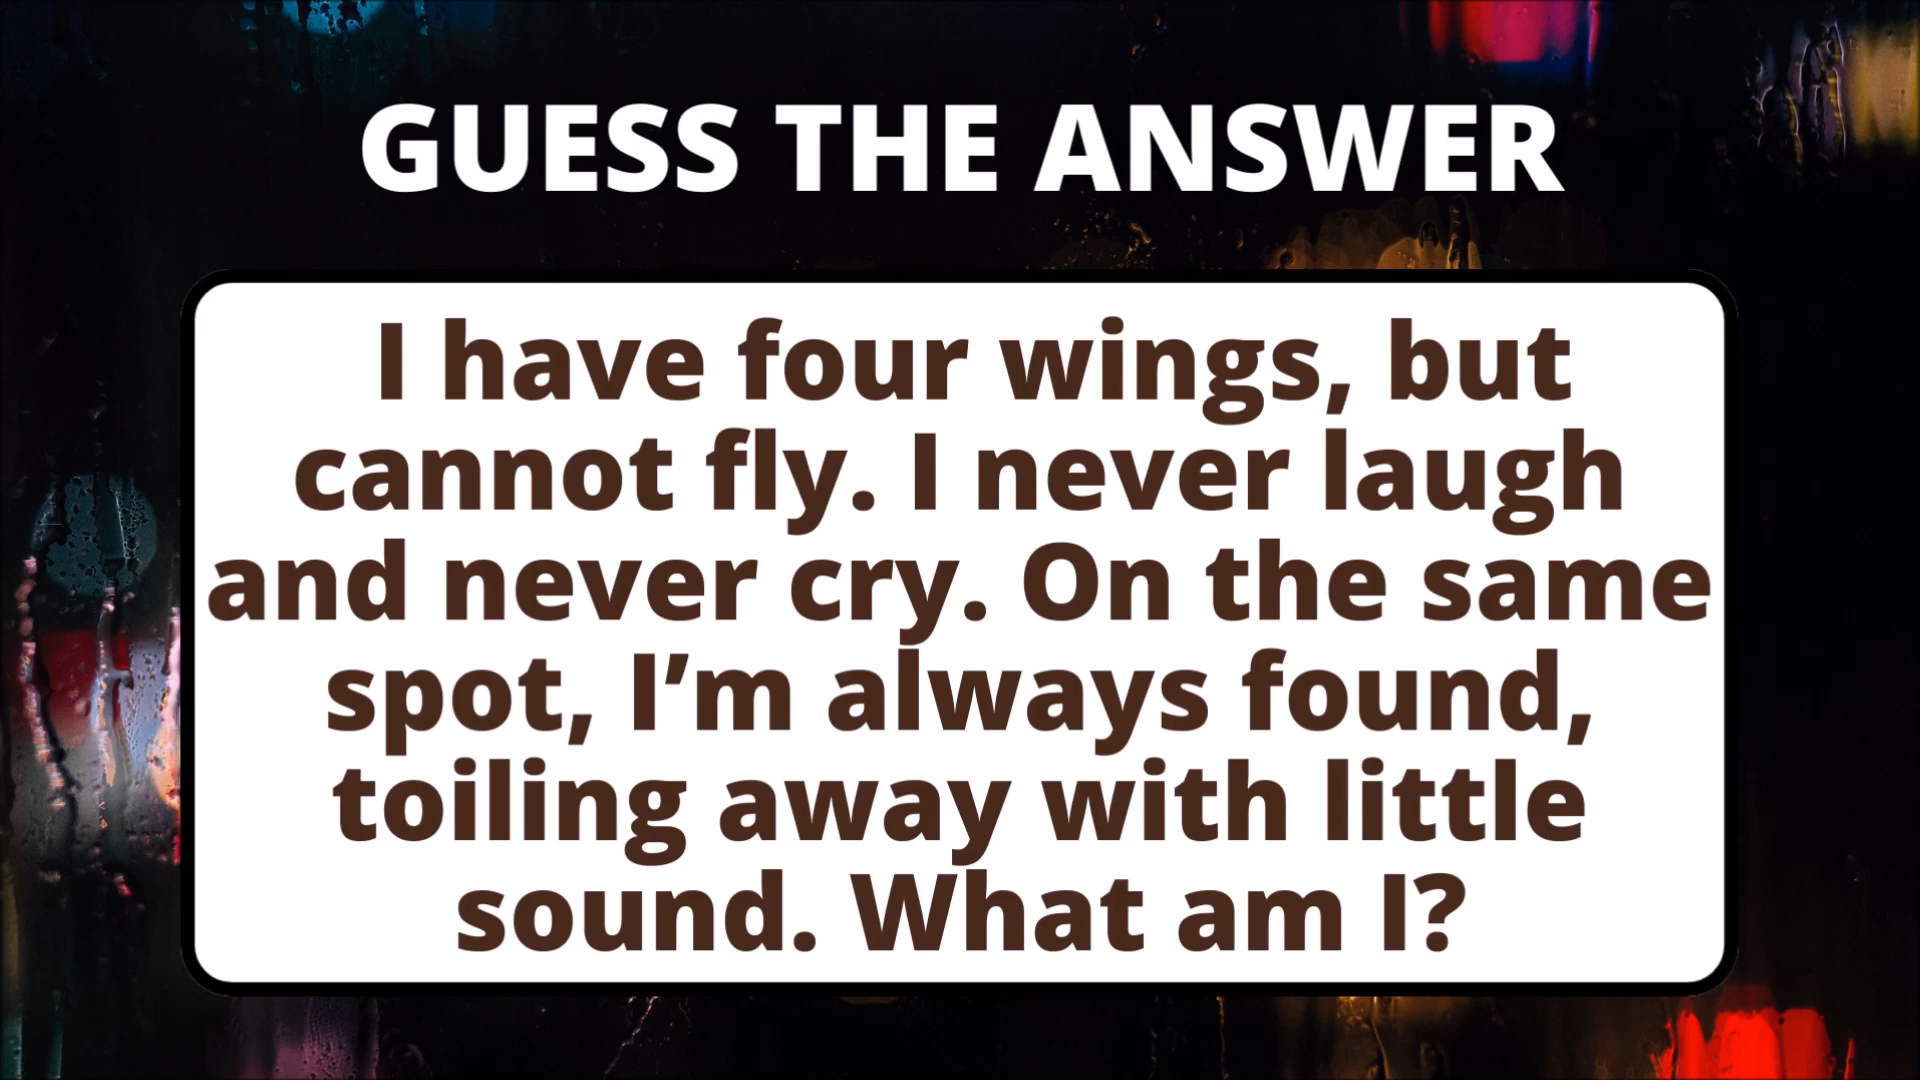 GUESS THE ANSWER
I have four wings, but
cannot fly. I never laugh
and never cry. On the same
spot, I’m always found,
toiling away with little
sound. What am I?